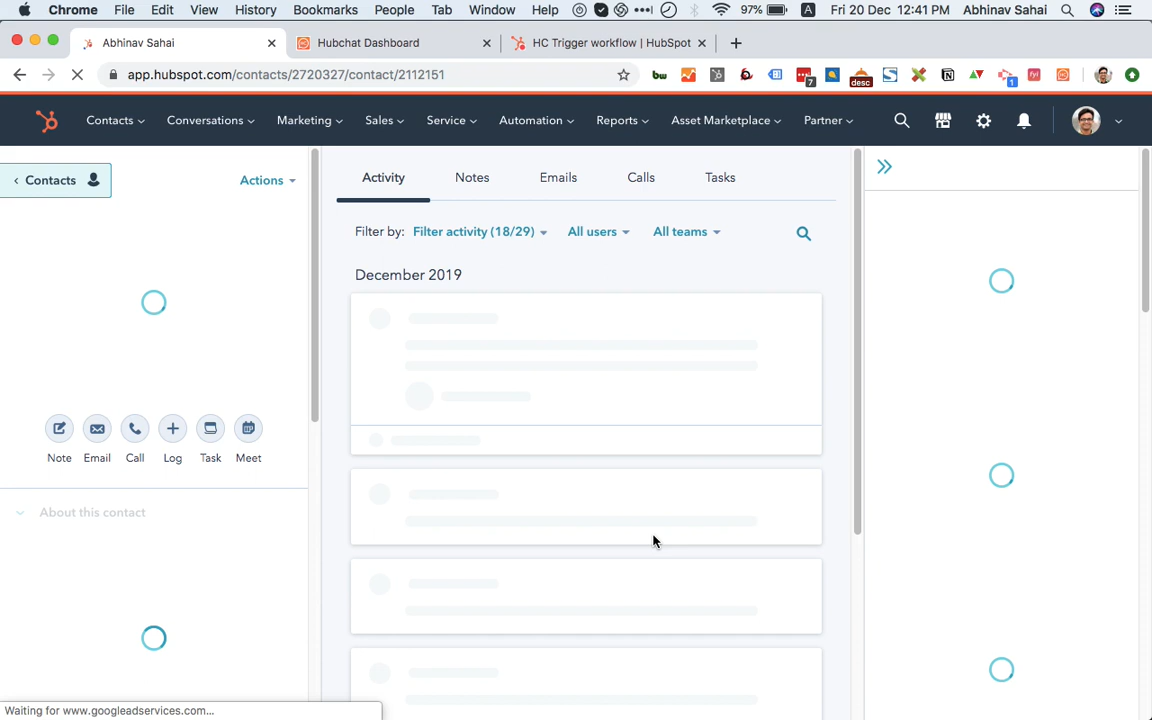 Chrome File Edit View History Bookmarks People Tab Window Help 97% A Fri 20 Dec 12:41 PM Abhinav Sahai
Abhinav Sahai Hubchat Dashboard HC Trigger workflow | HubSpot
app.hubspot.com/contacts/2720327/contact/2112151 bw 7 desc 1
Contacts Conversations Marketing Sales Service Automation Reports Asset Marketplace Partner
Contacts Actions
Activity Notes Emails Calls Tasks
Filter by: Filter activity (18/29) All users All teams
December 2019
Note Email Call Log Task Meet
About this contact
Waiting for www.googleadservices.com...